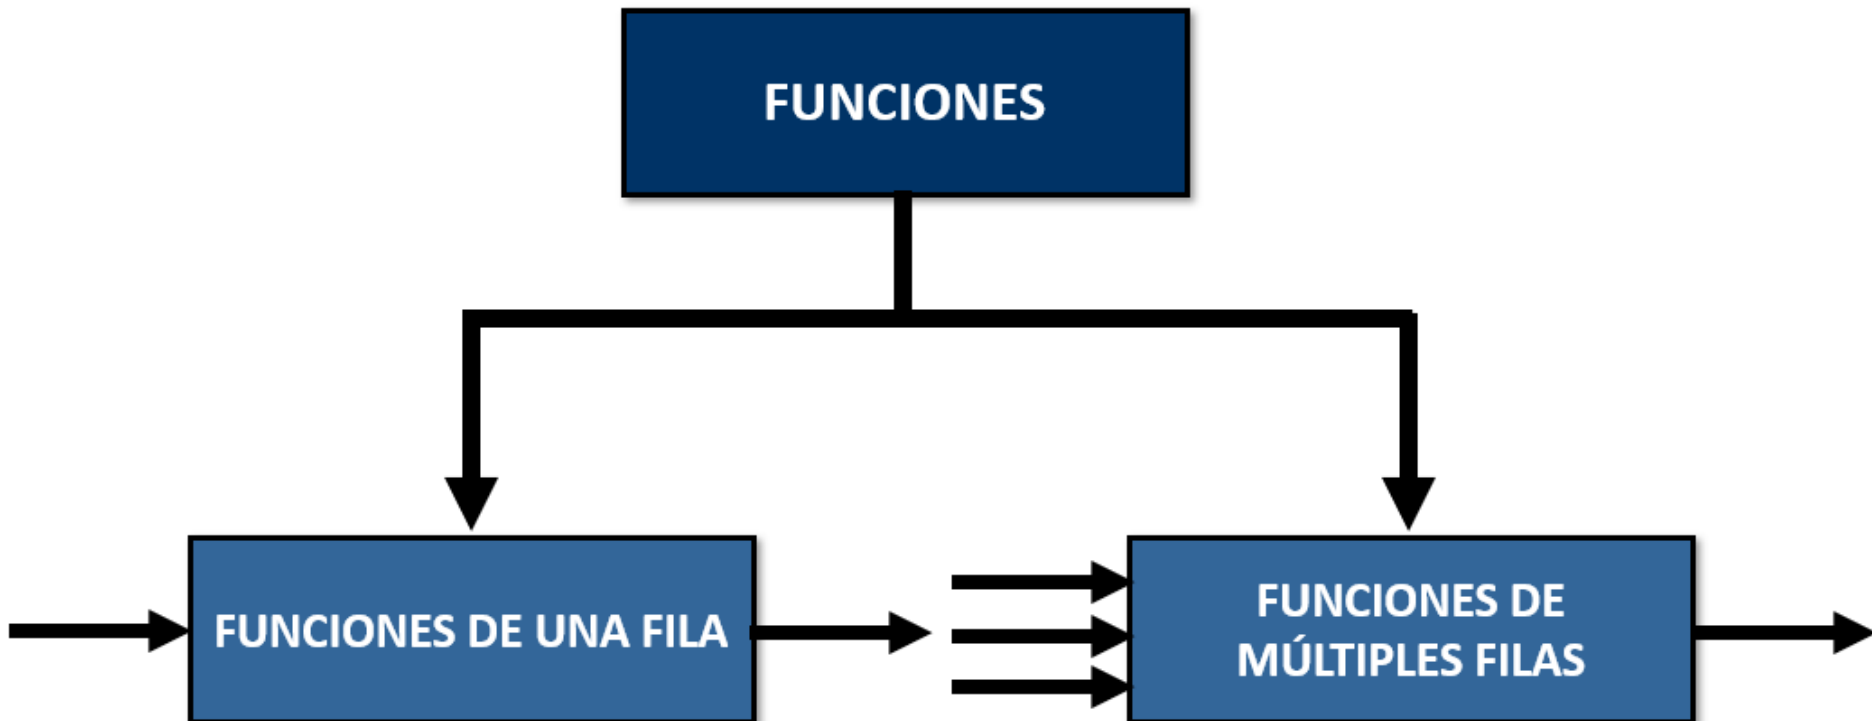 FUNCIONES
FUNCIONES DE UNA FILA
FUNCIONES DE
MÚLTIPLES FILAS